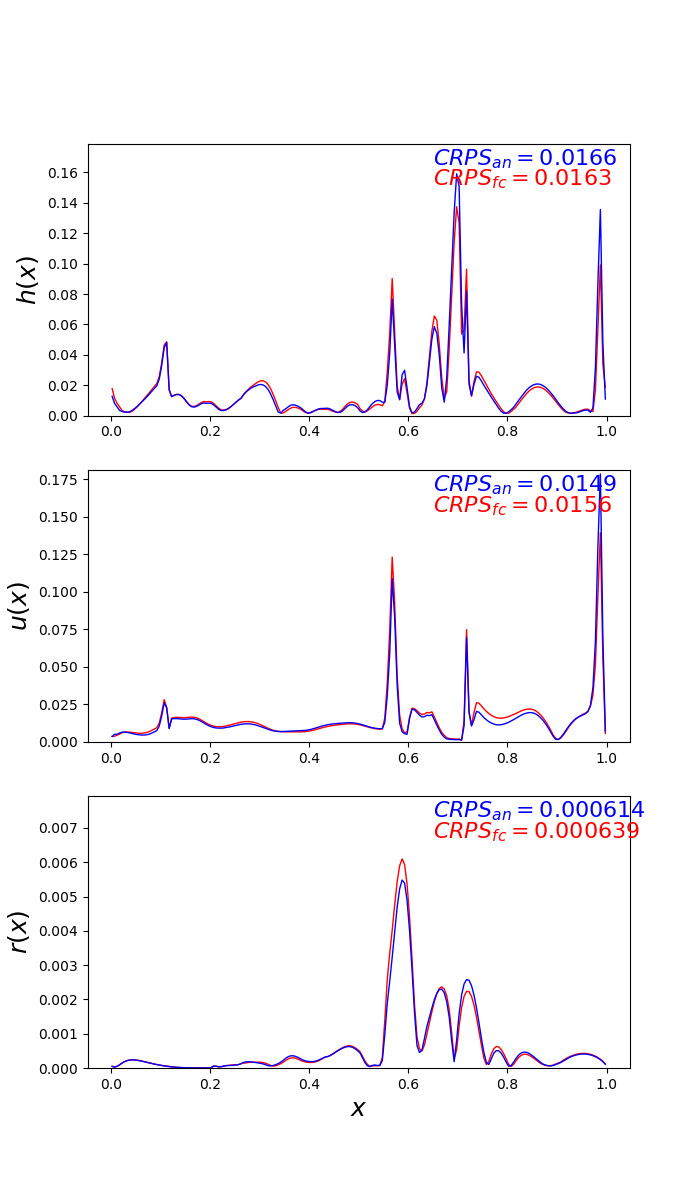 CRPS_an = 0.0166
CRPS_fc = 0.0163
h(x)
0.16
0.14
0.12
0.10
0.08
0.06
0.04
0.02
0.00
0.0 0.2 0.4 0.6 0.8 1.0
CRPS_an = 0.0149
CRPS_fc = 0.0156
u(x)
0.175
0.150
0.125
0.100
0.075
0.050
0.025
0.000
0.0 0.2 0.4 0.6 0.8 1.0
CRPS_an = 0.000614
CRPS_fc = 0.000639
r(x)
0.007
0.006
0.005
0.004
0.003
0.002
0.001
0.000
0.0 0.2 0.4 0.6 0.8 1.0
x